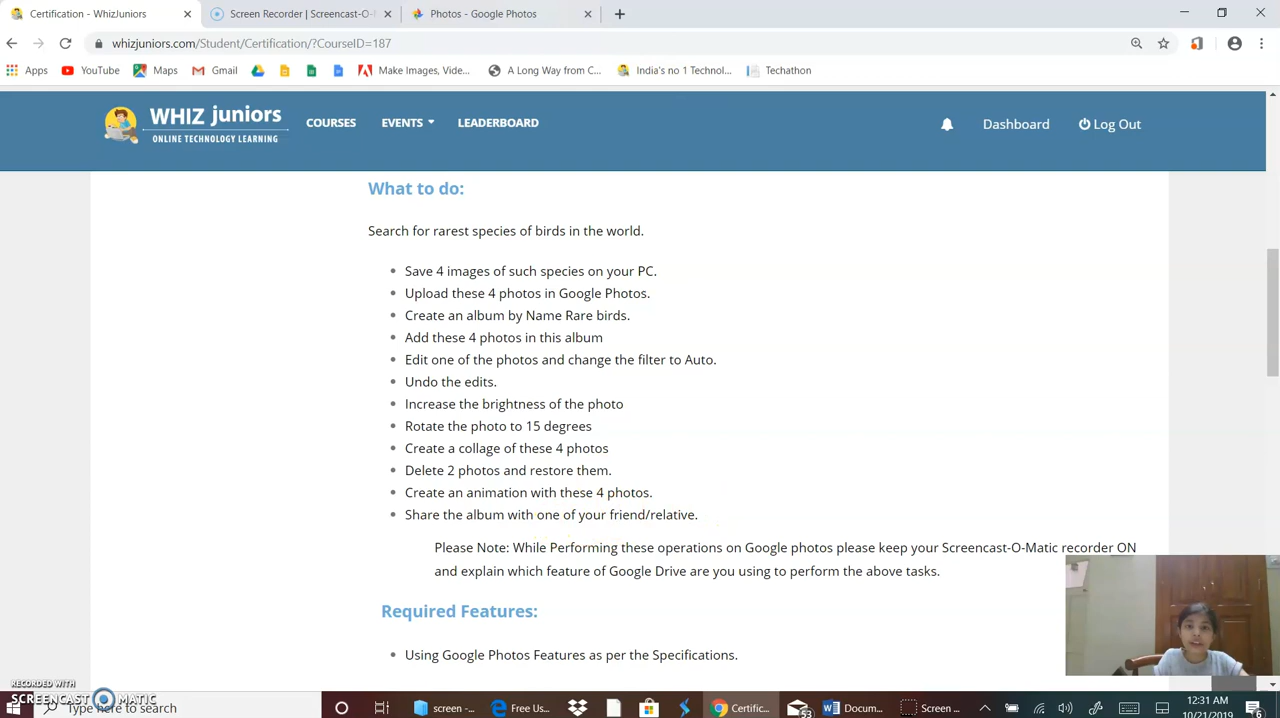 Certification - WhizJuniors
Screen Recorder | Screencast-O-
Photos - Google Photos
whizjuniors.com/Student/Certification/?CourseID=187
Apps YouTube Maps Gmail Make Images, Vide... A Long Way from C... India's no 1 Technol... Techathon
WHIZ juniors
ONLINE TECHNOLOGY LEARNING
COURSES EVENTS LEADERBOARD Dashboard Log Out
What to do:
Search for rarest species of birds in the world.
• Save 4 images of such species on your PC.
• Upload these 4 photos in Google Photos.
• Create an album by Name Rare birds.
• Add these 4 photos in this album
• Edit one of the photos and change the filter to Auto.
• Undo the edits.
• Increase the brightness of the photo
• Rotate the photo to 15 degrees
• Create a collage of these 4 photos
• Delete 2 photos and restore them.
• Create an animation with these 4 photos.
• Share the album with one of your friend/relative.
Please Note: While Performing these operations on Google photos please keep your Screencast-O-Matic recorder ON
and explain which feature of Google Drive are you using to perform the above tasks.
Required Features:
• Using Google Photos Features as per the Specifications.
RECORDED WITH
SCREENCAST MATIC
Type here to search
screen -... Free Us... Certific... 53 Docum... Screen ...
12:31 AM
10/21/2019
6